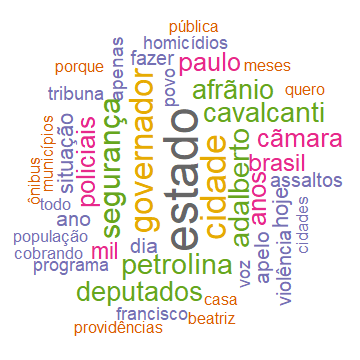 pública
homicídios
apenas
fazer
paulo
meses
porque
povo
afrãnio
quero
tribuna
governador
cavalcanti
segurança
policiais
situação
municípios
ônibus
estado
cidade
adalberto
cãmara
brasil
anos
assaltos
hoje
todo
ano
população
cobrando
mil
dia
programa
petrolina
voz
apelo
violência
cidades
deputados
casa
francisco
beatriz
providências